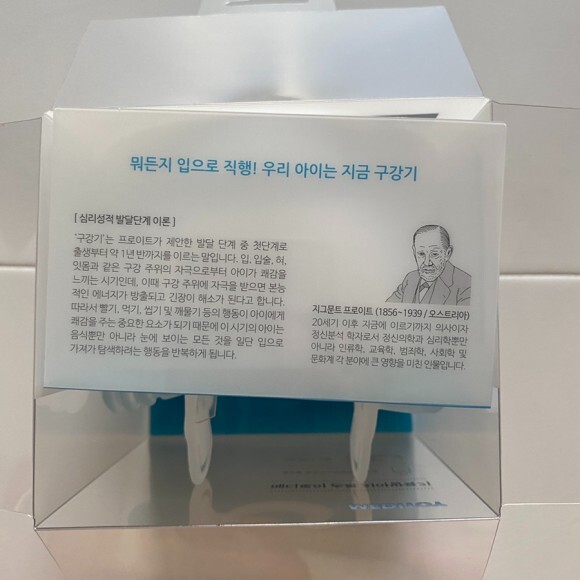 뭐든지 입으로 직행! 우리 아이는 지금 구강기
[ 심리성적 발달단계 이론 ]
'구강기'는 프로이트가 제안한 발달 단계 중 첫단계로
출생부터 약 1년 반까지를 이르는 말입니다. 입, 입술, 혀,
잇몸과 같은 구강 주위의 자극으로부터 아이가 쾌감을
느끼는 시기인데, 이때 구강 주위에 자극을 받으면 본능
적인 에너지가 방출되고 긴장이 해소가 된다고 합니다.
따라서 빨기, 먹기, 씹기 및 깨물기 등의 행동이 아이에게
쾌감을 주는 중요한 요소가 되기 때문에 이 시기의 아이는
음식뿐만 아니라 눈에 보이는 모든 것을 일단 입으로
가져가 탐색하려는 행동을 반복하게 됩니다.
지그문트 프로이트 (1856~1939 / 오스트리아)
20세기 이후 지금에 이르기까지 의사이자
정신분석 학자로서 정신의학과 심리학뿐만
아니라 인류학, 교육학, 범죄학, 사회학 및
문화계 각 분야에 큰 영향을 미친 인물입니다.